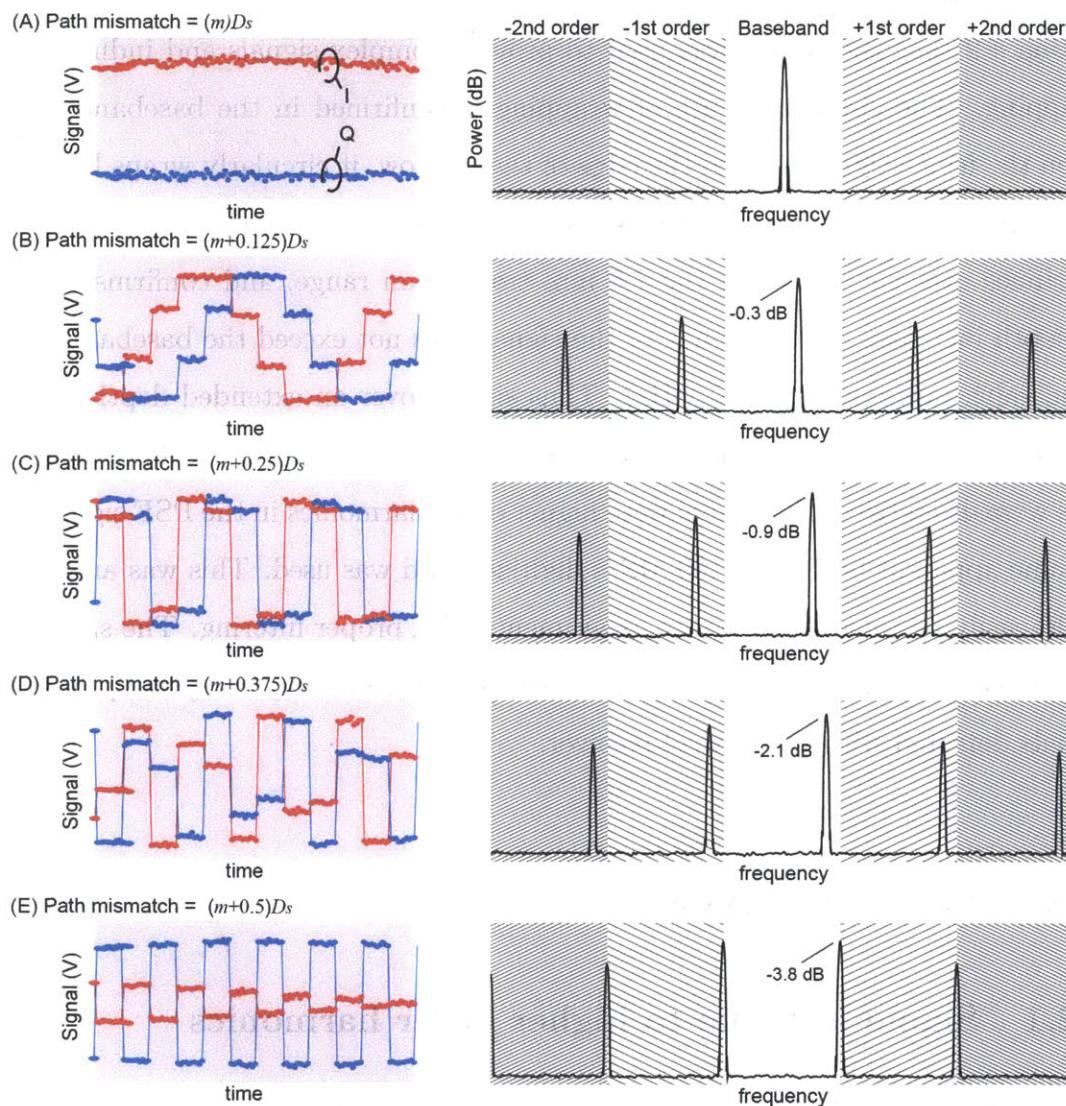 (A) Path mismatch = (m)Ds
-2nd order -1st order Baseband +1st order +2nd order
Signal (V)
I
Q
time
Power (dB)
frequency
(B) Path mismatch = (m+0.125)Ds
Signal (V)
time
-0.3 dB
frequency
(C) Path mismatch = (m+0.25)Ds
Signal (V)
time
-0.9 dB
frequency
(D) Path mismatch = (m+0.375)Ds
Signal (V)
time
-2.1 dB
frequency
(E) Path mismatch = (m+0.5)Ds
Signal (V)
time
-3.8 dB
frequency